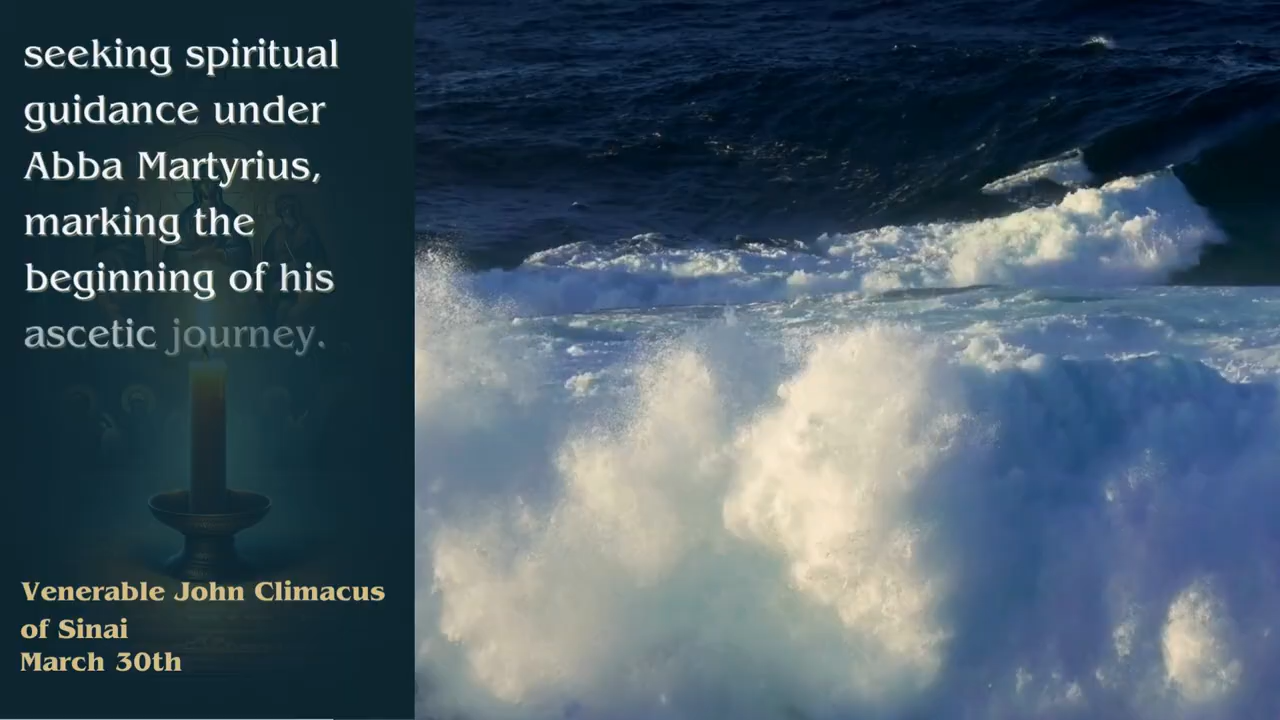 seeking spiritual
guidance under
Abba Martyrius,
marking the
beginning of his
ascetic journey.
Venerable John Climacus
of Sinai
March 30th